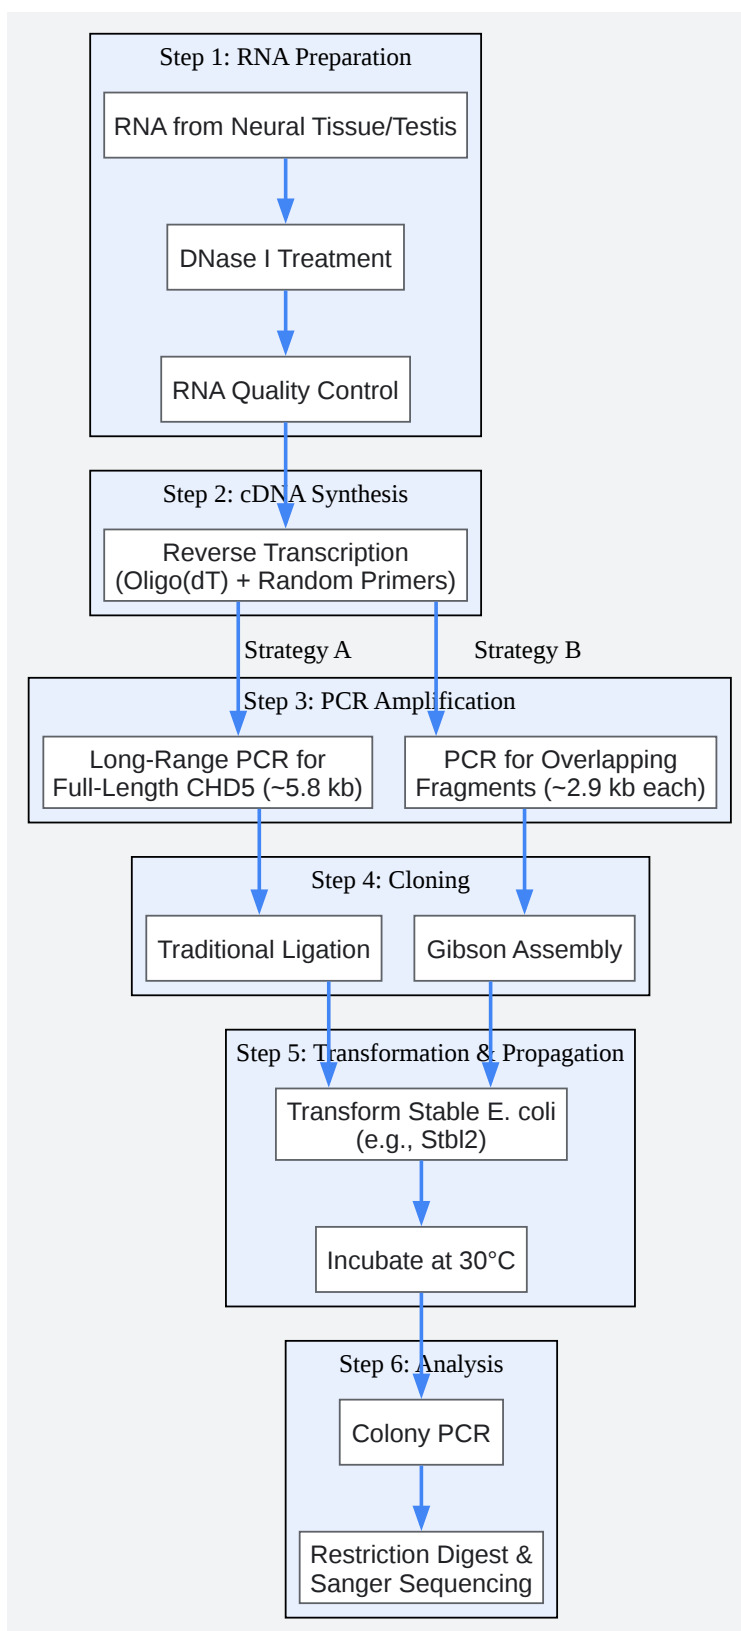 Step 1: RNA Preparation
RNA from Neural Tissue/Testis
DNase I Treatment
RNA Quality Control
Step 2: cDNA Synthesis
Reverse Transcription
(Oligo(dT) + Random Primers)
Strategy A
Strategy B
Step 3: PCR Amplification
Long-Range PCR for
Full-Length CHD5 (~5.8 kb)
PCR for Overlapping
Fragments (~2.9 kb each)
Step 4: Cloning
Traditional Ligation
Gibson Assembly
Step 5: Transformation & Propagation
Transform Stable E. coli
(e.g., Stbl2)
Incubate at 30°C
Step 6: Analysis
Colony PCR
Restriction Digest &
Sanger Sequencing